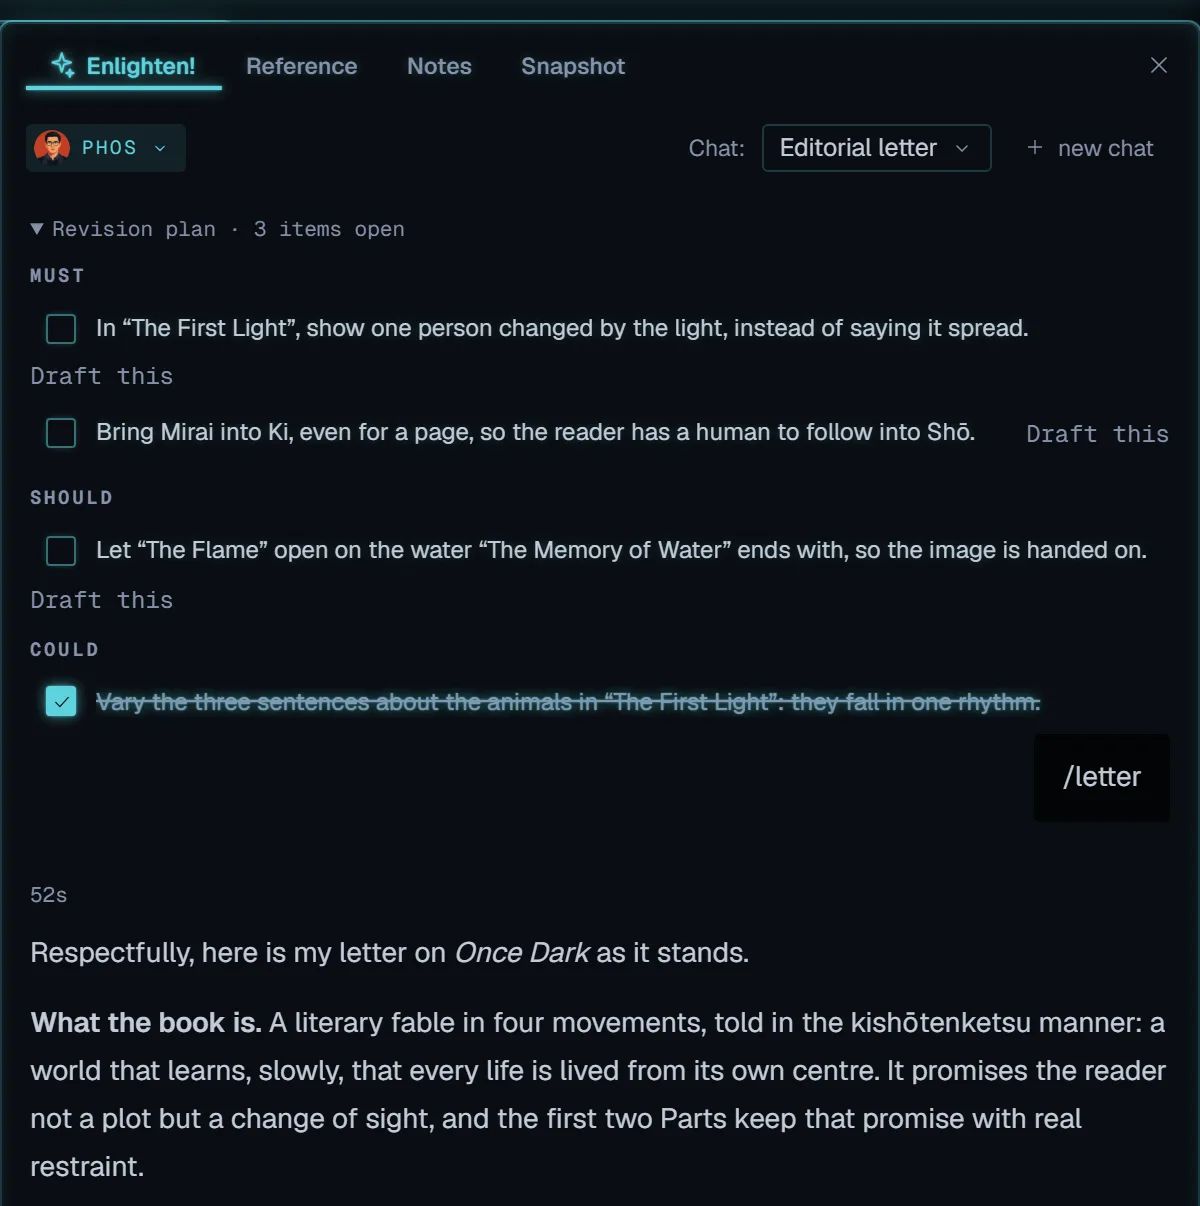 Enlighten! Reference Notes Snapshot
PHOS Chat: Editorial letter + new chat
▼ Revision plan · 3 items open
MUST
In “The First Light”, show one person changed by the light, instead of saying it spread.
Draft this
Bring Mirai into Ki, even for a page, so the reader has a human to follow into Shō. Draft this
SHOULD
Let “The Flame” open on the water “The Memory of Water” ends with, so the image is handed on.
Draft this
COULD
Vary the three sentences about the animals in “The First Light”: they fall in one rhythm.
/letter
52s
Respectfully, here is my letter on Once Dark as it stands.
What the book is. A literary fable in four movements, told in the kishōtenketsu manner: a
world that learns, slowly, that every life is lived from its own centre. It promises the reader
not a plot but a change of sight, and the first two Parts keep that promise with real
restraint.